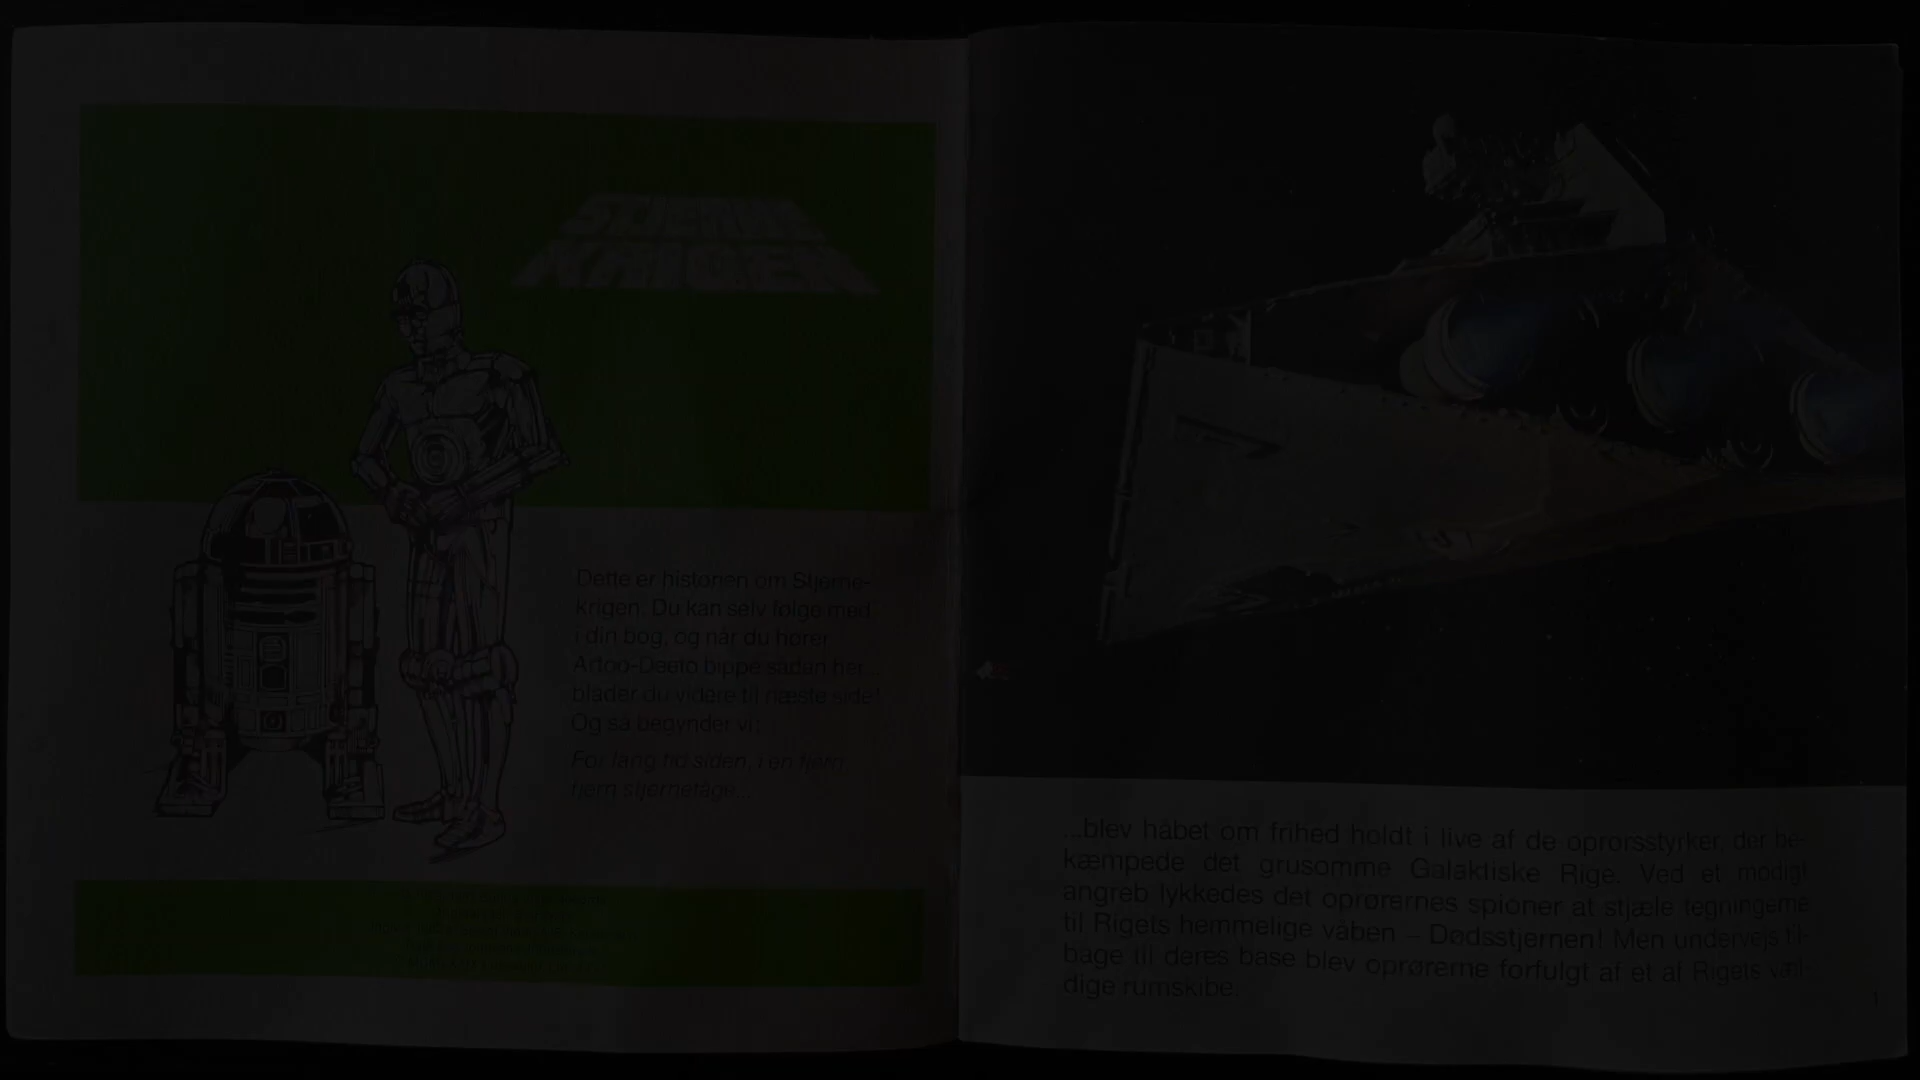 STJERNE
KRIGEN
Dette er historien om Stjerne-
krigen. Du kan selv følge med
i din bog, og når du hører
Artoo-Deeto bippe sådan her...
blader du videre til næste side!
Og så begynder vi;
For lang tid siden, i en fjern
fjern stjernetåge...
...blev håbet om frihed holdt i live af de oprørsstyrker, der be-
kæmpede det grusomme Galaktiske Rige. Ved et modigt
angreb lykkedes det oprørernes spioner at stjæle tegningerne
til Rigets hemmelige våben – Dødsstjernen! Men undervejs til-
bage til deres base blev oprørerne forfulgt af et af Rigets væl-
dige rumskibe.
1